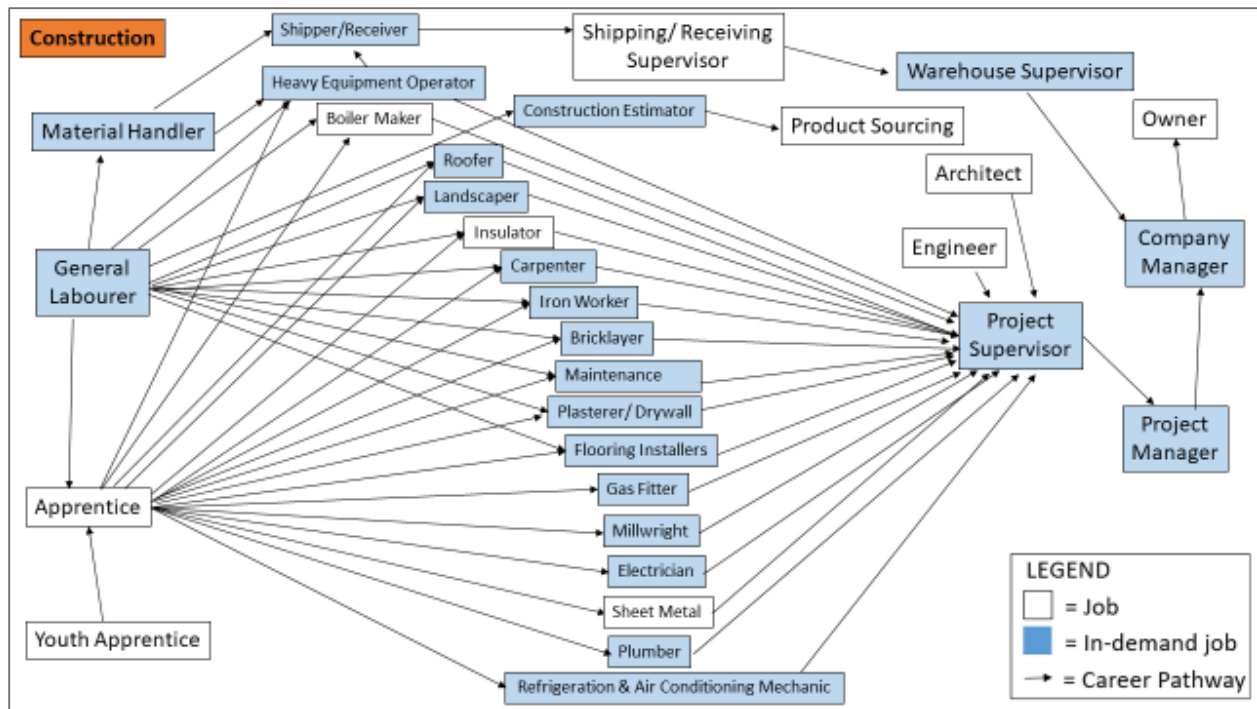 Construction
Shipper/Receiver
Shipping/ Receiving
Supervisor
Warehouse Supervisor
Heavy Equipment Operator
Construction Estimator
Product Sourcing
Owner
Material Handler
Boiler Maker
Roofer
Architect
Landscaper
Insulator
Engineer
Company
Manager
General
Labourer
Carpenter
Iron Worker
Bricklayer
Project
Supervisor
Maintenance
Plasterer/ Drywall
Flooring Installers
Project
Manager
Gas Fitter
Apprentice
Millwright
Electrician
Sheet Metal
Youth Apprentice
Plumber
Refrigeration & Air Conditioning Mechanic
LEGEND
= Job
= In-demand job
= Career Pathway